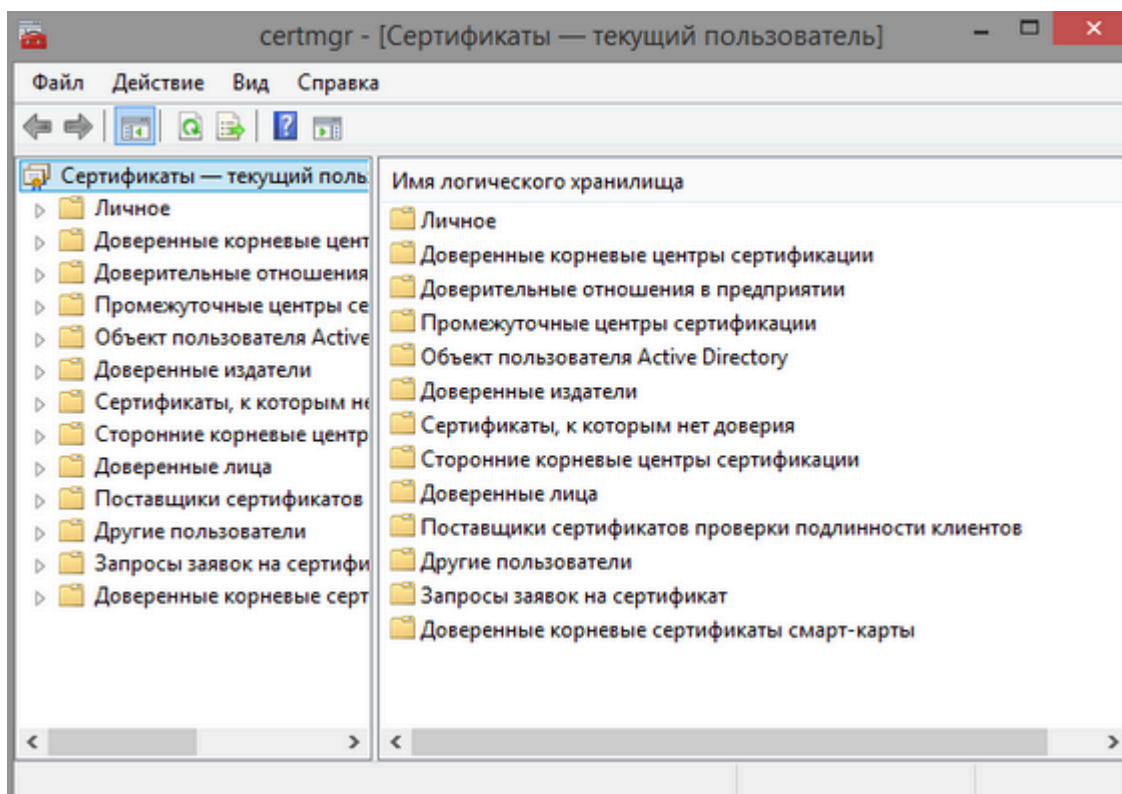 certmgr - [Сертификаты — текущий пользователь]
Файл Действие Вид Справка
Сертификаты — текущий поль
Личное
Доверенные корневые цент
Доверительные отношения
Промежуточные центры се
Объект пользователя Active
Доверенные издатели
Сертификаты, к которым не
Сторонние корневые центр
Доверенные лица
Поставщики сертификатов
Другие пользователи
Запросы заявок на сертифи
Доверенные корневые серт
Имя логического хранилища
Личное
Доверенные корневые центры сертификации
Доверительные отношения в предприятии
Промежуточные центры сертификации
Объект пользователя Active Directory
Доверенные издатели
Сертификаты, к которым нет доверия
Сторонние корневые центры сертификации
Доверенные лица
Поставщики сертификатов проверки подлинности клиентов
Другие пользователи
Запросы заявок на сертификат
Доверенные корневые сертификаты смарт-карты